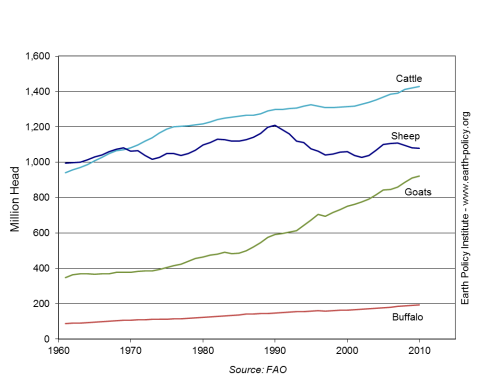 1,600
1,400
1,200
1,000
800
600
400
200
0
Million Head
Cattle
Sheep
Goats
Buffalo
1960 1970 1980 1990 2000 2010
Source: FAO
Earth Policy Institute - www.earth-policy.org